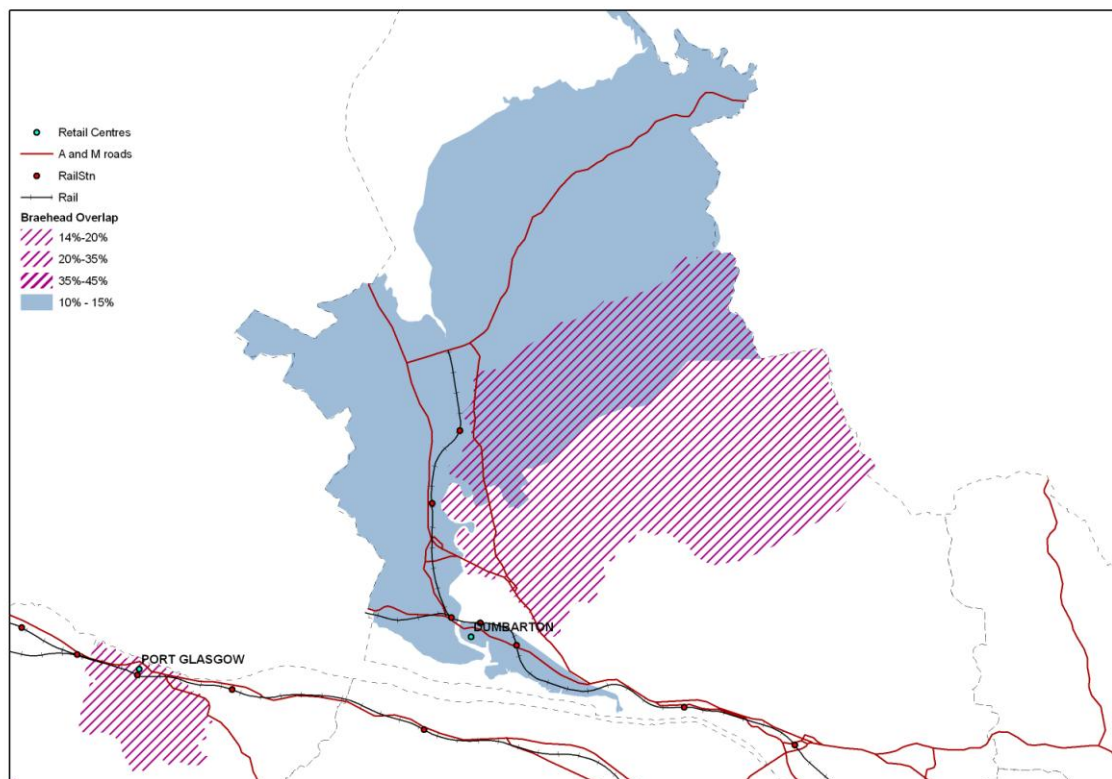 Retail Centres
A and M roads
RailStn
Rail
Braehead Overlap
14%-20%
20%-35%
35%-45%
10% - 15%
DUMBARTON
PORT GLASGOW